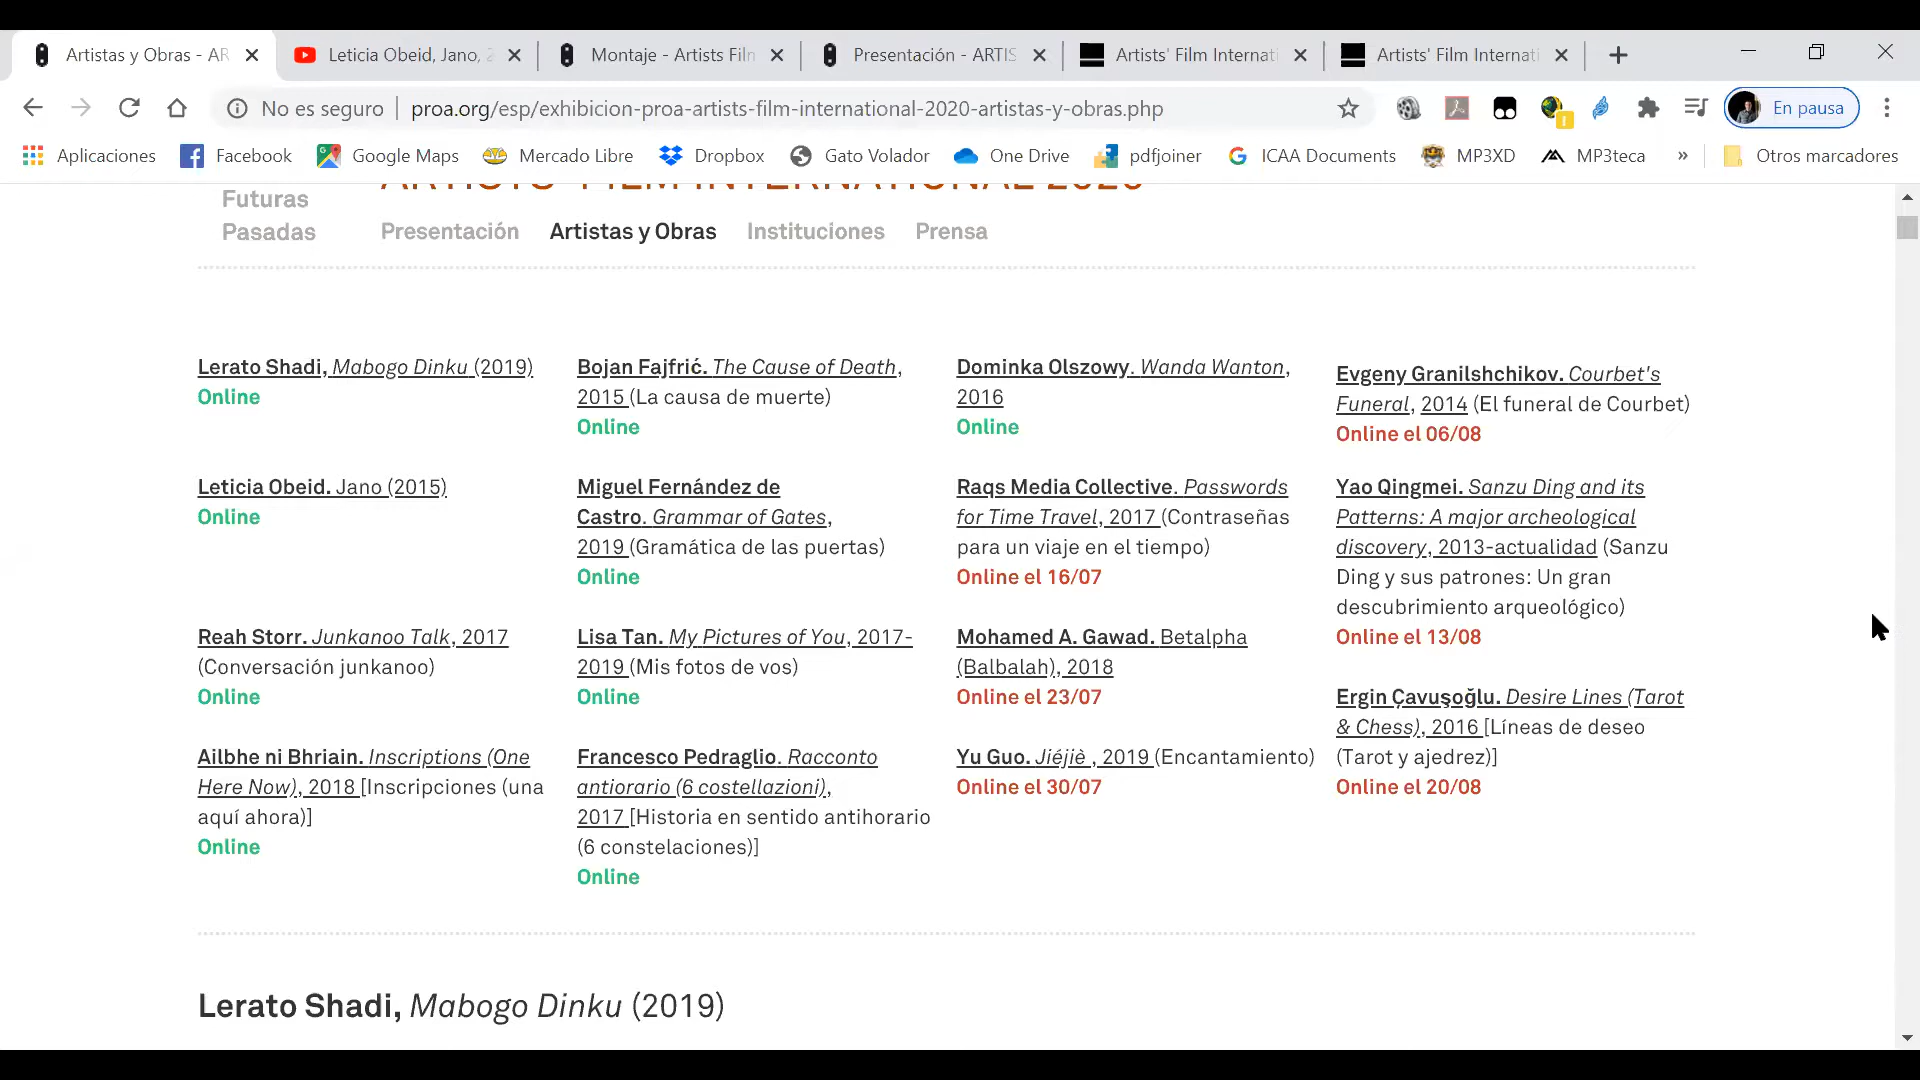 Artistas y Obras - AR
Leticia Obeid, Jano, 2
Montaje - Artists Film
Presentación - ARTIS
Artists' Film Internati
Artists' Film Internati
No es seguro
proa.org/esp/exhibicion-proa-artists-film-international-2020-artistas-y-obras.php
En pausa
Aplicaciones
Facebook
Google Maps
Mercado Libre
Dropbox
Gato Volador
One Drive
pdfjoiner
ICAA Documents
MP3XD
MP3teca
»
Otros marcadores
ARTISTS' FILM INTERNATIONAL 2020
Futuras
Pasadas
Presentación
Artistas y Obras
Instituciones
Prensa
Lerato Shadi, Mabogo Dinku (2019)
Online
Leticia Obeid. Jano (2015)
Online
Reah Storr. Junkanoo Talk, 2017
(Conversación junkanoo)
Online
Ailbhe ni Bhriain. Inscriptions (One
Here Now), 2018 [Inscripciones (una
aquí ahora)]
Online
Bojan Fajfrić. The Cause of Death,
2015 (La causa de muerte)
Online
Miguel Fernández de
Castro. Grammar of Gates,
2019 (Gramática de las puertas)
Online
Lisa Tan. My Pictures of You, 2017-
2019 (Mis fotos de vos)
Online
Francesco Pedraglio. Racconto
antiorario (6 costellazioni),
2017 [Historia en sentido antihorario
(6 constelaciones)]
Online
Dominka Olszowy. Wanda Wanton,
2016
Online
Raqs Media Collective. Passwords
for Time Travel, 2017 (Contraseñas
para un viaje en el tiempo)
Online el 16/07
Mohamed A. Gawad. Betalpha
(Balbalah), 2018
Online el 23/07
Yu Guo. Jiéjiè , 2019 (Encantamiento)
Online el 30/07
Evgeny Granilshchikov. Courbet's
Funeral, 2014 (El funeral de Courbet)
Online el 06/08
Yao Qingmei. Sanzu Ding and its
Patterns: A major archeological
discovery, 2013-actualidad (Sanzu
Ding y sus patrones: Un gran
descubrimiento arqueológico)
Online el 13/08
Ergin Çavuşoğlu. Desire Lines (Tarot
& Chess), 2016 [Líneas de deseo
(Tarot y ajedrez)]
Online el 20/08
Lerato Shadi, Mabogo Dinku (2019)